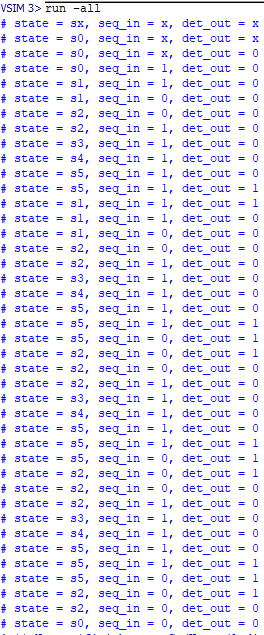 VSIM 3> run -all
# state = sx, seq_in = x, det_out = x
# state = s0, seq_in = x, det_out = x
# state = s0, seq_in = x, det_out = 0
# state = s0, seq_in = 1, det_out = 0
# state = s1, seq_in = 1, det_out = 0
# state = s1, seq_in = 0, det_out = 0
# state = s2, seq_in = 0, det_out = 0
# state = s2, seq_in = 1, det_out = 0
# state = s3, seq_in = 1, det_out = 0
# state = s4, seq_in = 1, det_out = 0
# state = s5, seq_in = 1, det_out = 0
# state = s5, seq_in = 1, det_out = 1
# state = s1, seq_in = 1, det_out = 1
# state = s1, seq_in = 1, det_out = 0
# state = s1, seq_in = 0, det_out = 0
# state = s2, seq_in = 0, det_out = 0
# state = s2, seq_in = 1, det_out = 0
# state = s3, seq_in = 1, det_out = 0
# state = s4, seq_in = 1, det_out = 0
# state = s5, seq_in = 1, det_out = 0
# state = s5, seq_in = 1, det_out = 1
# state = s5, seq_in = 0, det_out = 1
# state = s2, seq_in = 0, det_out = 1
# state = s2, seq_in = 0, det_out = 0
# state = s2, seq_in = 1, det_out = 0
# state = s3, seq_in = 1, det_out = 0
# state = s4, seq_in = 1, det_out = 0
# state = s5, seq_in = 1, det_out = 0
# state = s5, seq_in = 1, det_out = 1
# state = s5, seq_in = 0, det_out = 1
# state = s2, seq_in = 0, det_out = 1
# state = s2, seq_in = 0, det_out = 0
# state = s2, seq_in = 1, det_out = 0
# state = s3, seq_in = 1, det_out = 0
# state = s4, seq_in = 1, det_out = 0
# state = s5, seq_in = 1, det_out = 0
# state = s5, seq_in = 1, det_out = 1
# state = s5, seq_in = 0, det_out = 1
# state = s2, seq_in = 0, det_out = 1
# state = s2, seq_in = 0, det_out = 0
# state = s0, seq_in = 0, det_out = 0